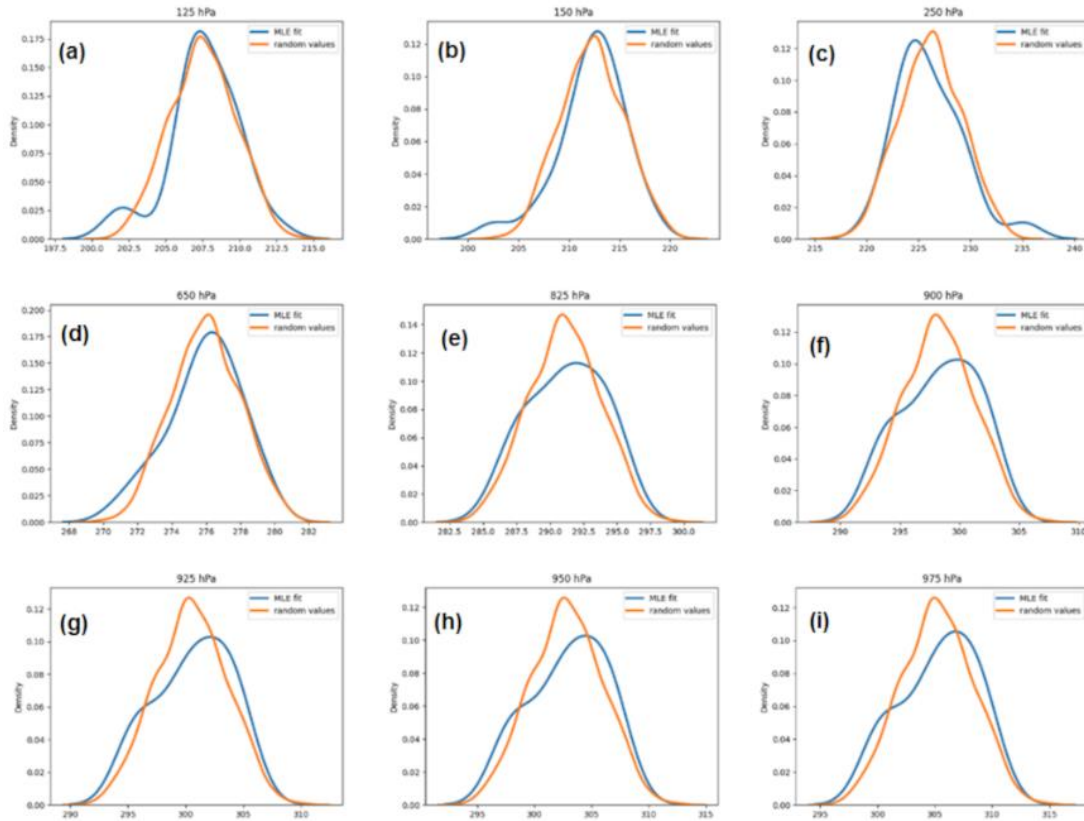 125 hPa
(a)
MLE fit
random values
Density
0.175
0.150
0.125
0.100
0.075
0.050
0.025
0.000
197.5 200.0 202.5 205.0 207.5 210.0 212.5 215.0
150 hPa
(b)
MLE fit
random values
Density
0.12
0.10
0.08
0.06
0.04
0.02
0.00
200 205 210 215 220
250 hPa
(c)
MLE fit
random values
Density
0.12
0.10
0.08
0.06
0.04
0.02
0.00
215 220 225 230 235 240
650 hPa
(d)
MLE fit
random values
Density
0.200
0.175
0.150
0.125
0.100
0.075
0.050
0.025
0.000
268 270 272 274 276 278 280 282
825 hPa
(e)
MLE fit
random values
Density
0.14
0.12
0.10
0.08
0.06
0.04
0.02
0.00
282.5 285.0 287.5 290.0 292.5 295.0 297.5 300.0
900 hPa
(f)
MLE fit
random values
Density
0.12
0.10
0.08
0.06
0.04
0.02
0.00
290 295 300 305 310
925 hPa
(g)
MLE fit
random values
Density
0.12
0.10
0.08
0.06
0.04
0.02
0.00
290 295 300 305 310
950 hPa
(h)
MLE fit
random values
Density
0.12
0.10
0.08
0.06
0.04
0.02
0.00
295 300 305 310 315
975 hPa
(i)
MLE fit
random values
Density
0.12
0.10
0.08
0.06
0.04
0.02
0.00
295 300 305 310 315